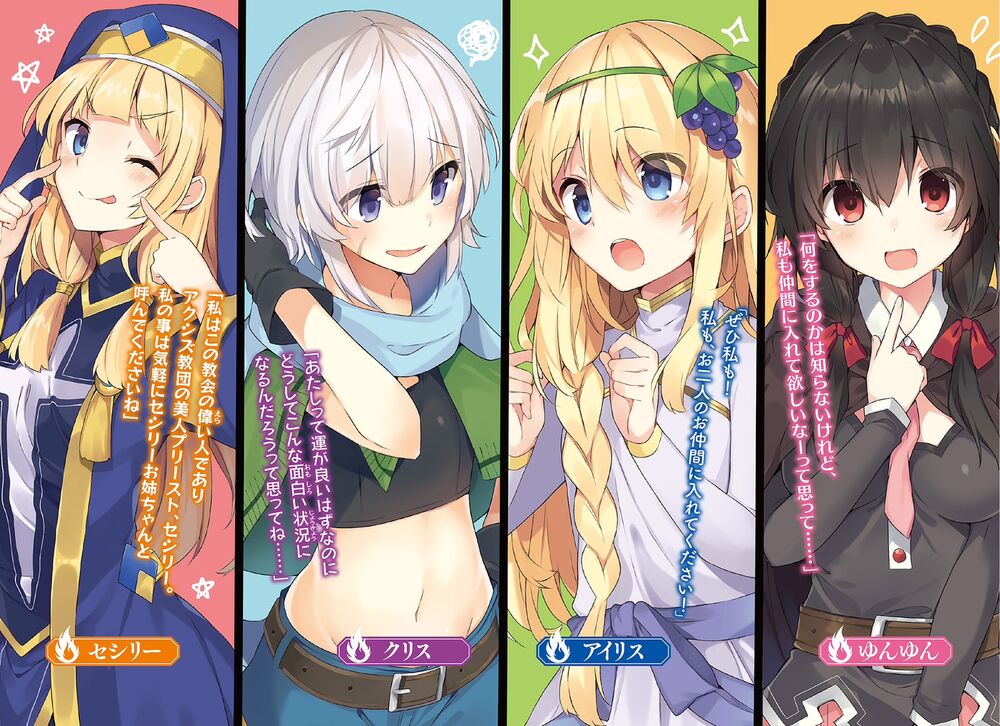 「私はこの教会の偉い人であり
アクシズ教団の美人プリースト、セシリー。
私の事は気軽にセシリーお姉ちゃんと
呼んでくださいね」
セシリー
「あたしって運が良いはずなのに
どうしてこんな面白い状況に
なるんだろうって思ってね……」
クリス
「ぜひ私も！
私も、お二人のお仲間に入れてください！」
アイリス
「何をするのかは知らないけれど、
私も仲間に入れて欲しいなーって思って……」
ゆんゆん